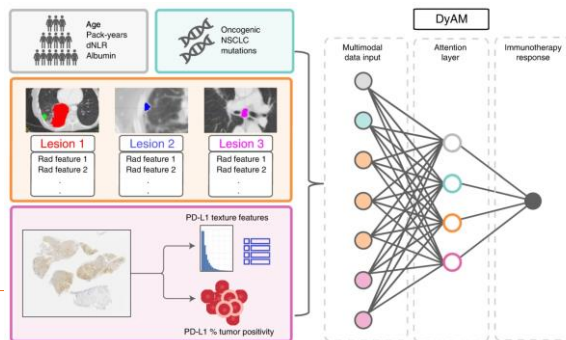 Age
Pack-years
dNLR
Albumin
Oncogenic
NSCLC
mutations
Lesion 1
Lesion 2
Lesion 3
Rad feature 1
Rad feature 2
.
.
Rad feature 1
Rad feature 2
.
.
Rad feature 1
Rad feature 2
.
.
PD-L1 texture features
PD-L1 % tumor positivity
DyAM
Multimodal
data input
Attention
layer
Immunotherapy
response